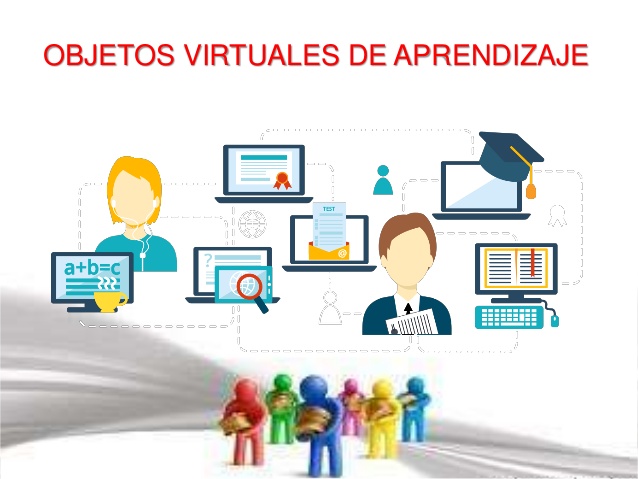 OBJETOS VIRTUALES DE APRENDIZAJE
TEST
?
@
a+b=c